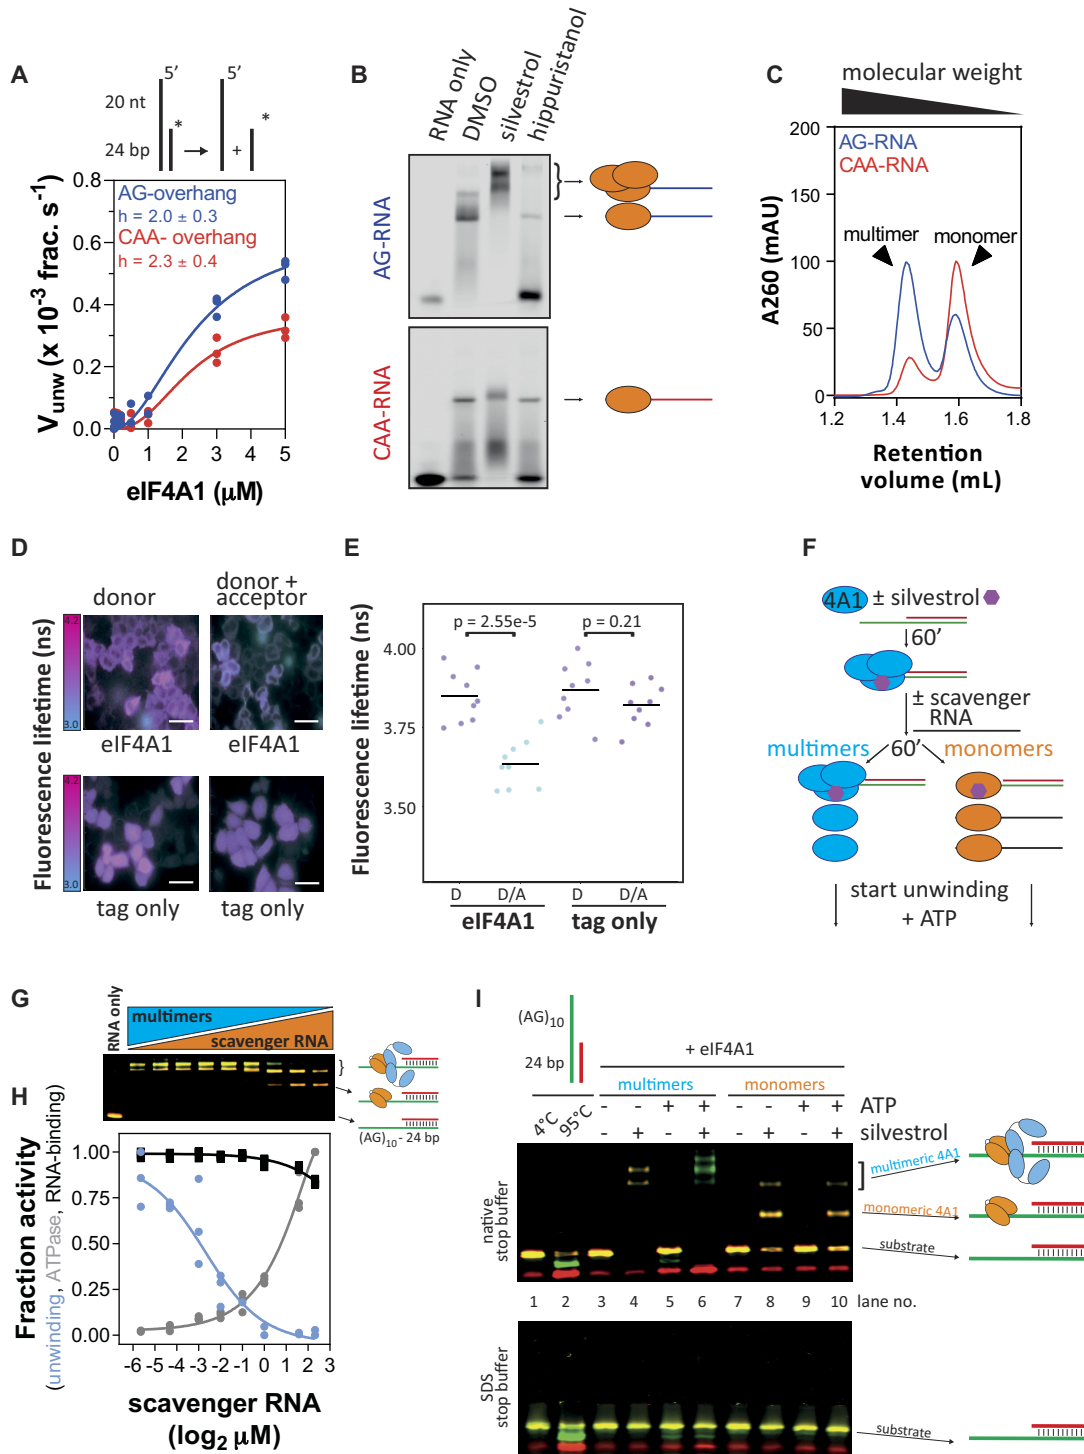 A
5’
5’
20 nt
*
*
24 bp
+
0.8
AG-overhang
h = 2.0 ± 0.3
CAA- overhang
h = 2.3 ± 0.4
0.6
0.4
0.2
0.0
Vunw (x 10-3 frac. s-1)
0 1 2 3 4 5
eIF4A1 (μM)
B
RNA only
DMSO
silvestrol
hippuristanol
AG-RNA
}
CAA-RNA
C
molecular weight
200
AG-RNA
CAA-RNA
150
multimer
monomer
100
50
0
A260 (mAU)
1.2 1.4 1.6 1.8
Retention
volume (mL)
D
donor
donor +
acceptor
Fluorescence lifetime (ns)
4.2
3.0
eIF4A1
eIF4A1
4.2
3.0
tag only
tag only
E
Fluorescence lifetime (ns)
p = 2.55e-5
p = 0.21
4.00
3.75
3.50
D D/A D D/A
eIF4A1
tag only
F
4A1
± silvestrol
60’
± scavenger
RNA
multimers
60’
monomers
start unwinding
+ ATP
G
RNA only
multimers
scavenger RNA
}
(AG)10 - 24 bp
H
Fraction activity
(unwinding, ATPase, RNA-binding)
1.00
0.75
0.50
0.25
0.00
-6 -5 -4 -3 -2 -1 0 1 2 3
scavenger RNA
(log2 μM)
I
(AG)10
24 bp
+ eIF4A1
multimers
monomers
4°C
95°C
- - + + - - + + ATP
- + - + - + - + silvestrol
native
stop buffer
]
multimeric 4A1
monomeric 4A1
substrate
1 2 3 4 5 6 7 8 9 10 lane no.
SDS
stop buffer
substrate